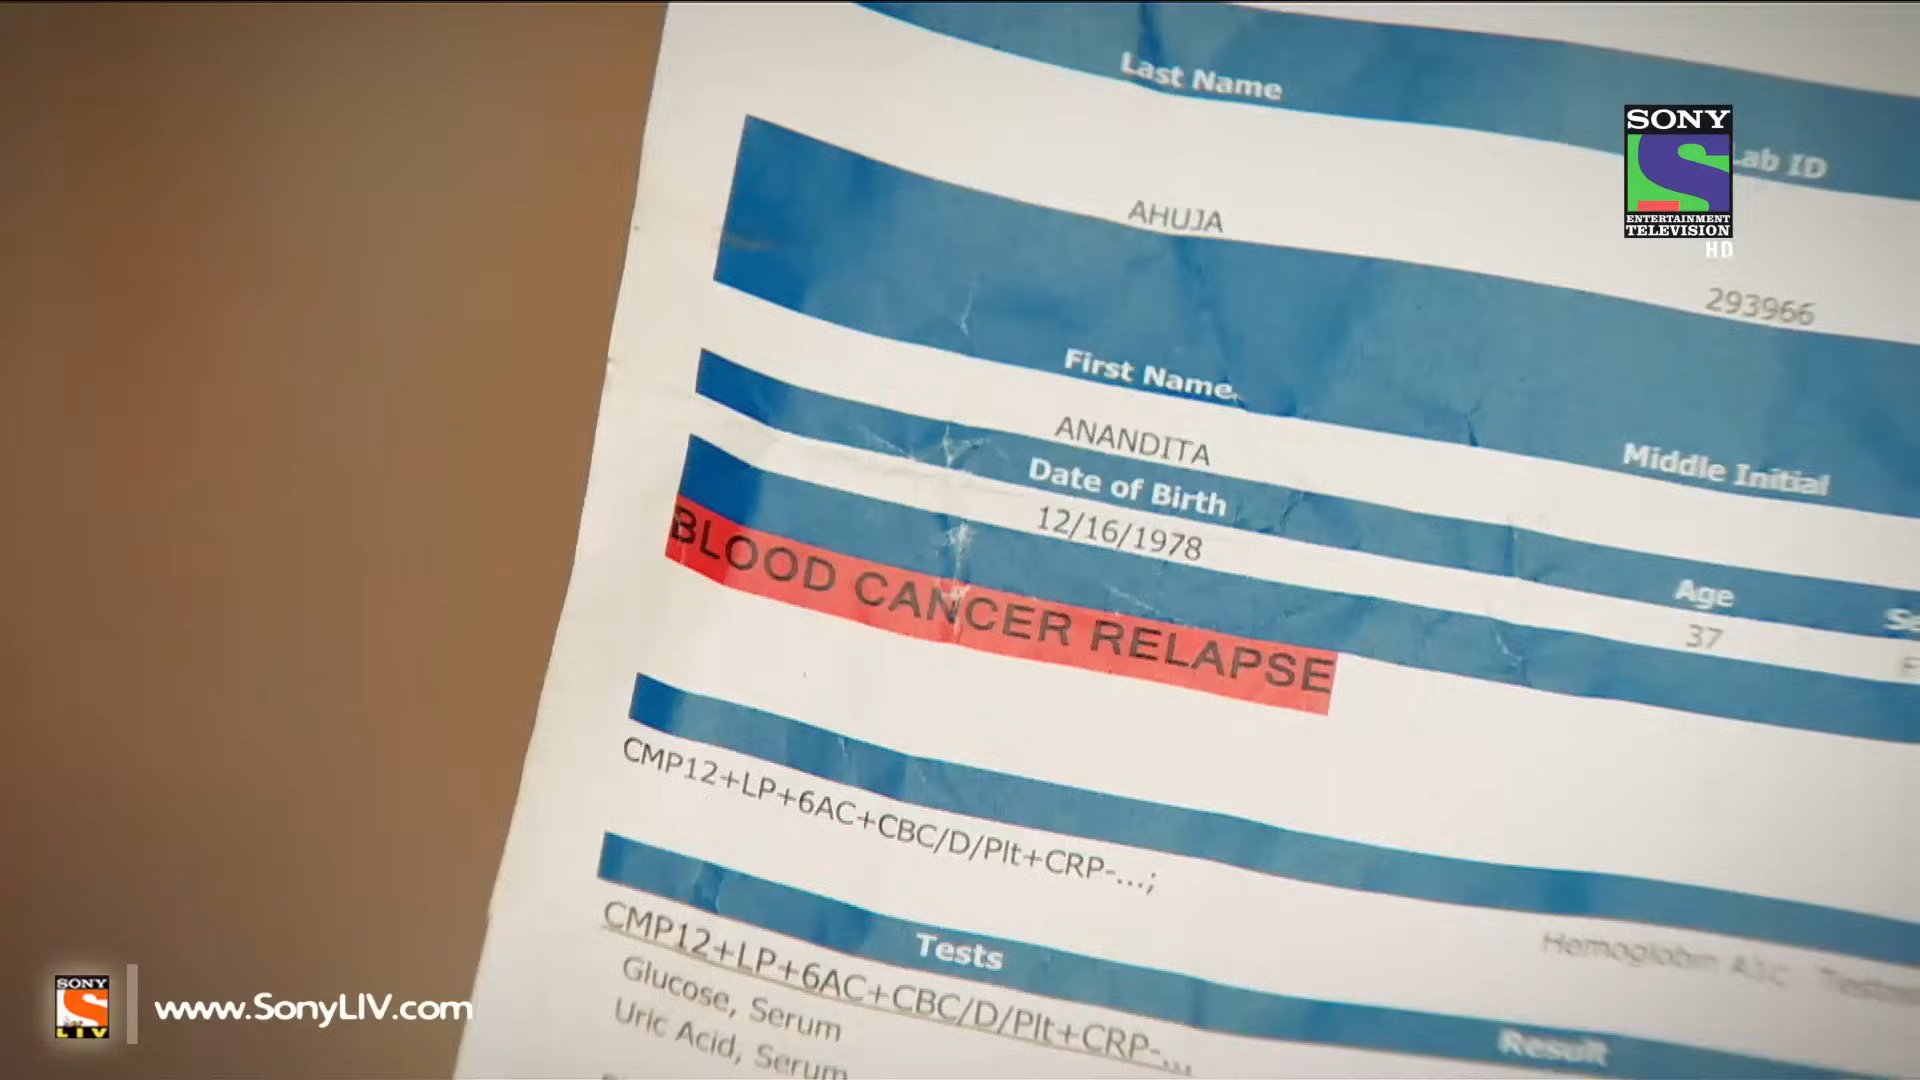 Last Name
Lab ID
AHUJA
293966
First Name
Middle Initial
ANANDITA
Date of Birth
12/16/1978
Age
37
BLOOD CANCER RELAPSE
CMP12+LP+6AC+CBC/D/Plt+CRP-...;
Hemoglobin A1c
Tests
Result
CMP12+LP+6AC+CBC/D/Plt+CRP-...
Glucose, Serum
Uric Acid, Serum
SONY
ENTERTAINMENT
TELEVISION
HD
SONY
LIV
www.SonyLIV.com